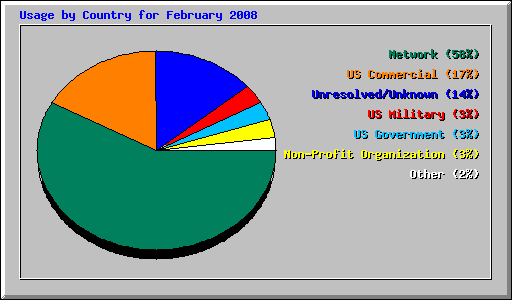 Usage by Country for February 2008
Network (58%)
US Commercial (17%)
Unresolved/Unknown (14%)
US Military (3%)
US Government (3%)
Non-Profit Organization (3%)
Other (2%)